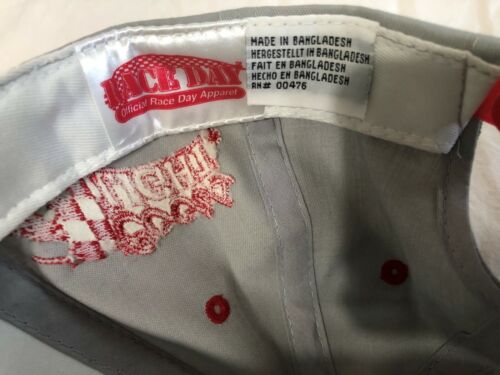 RACE DAY
Official Race Day Apparel
MADE IN BANGLADESH
HERGESTELLT IN BANGLADESH
FAIT EN BANGLADESH
HECHO EN BANGLADESH
RN# 00476